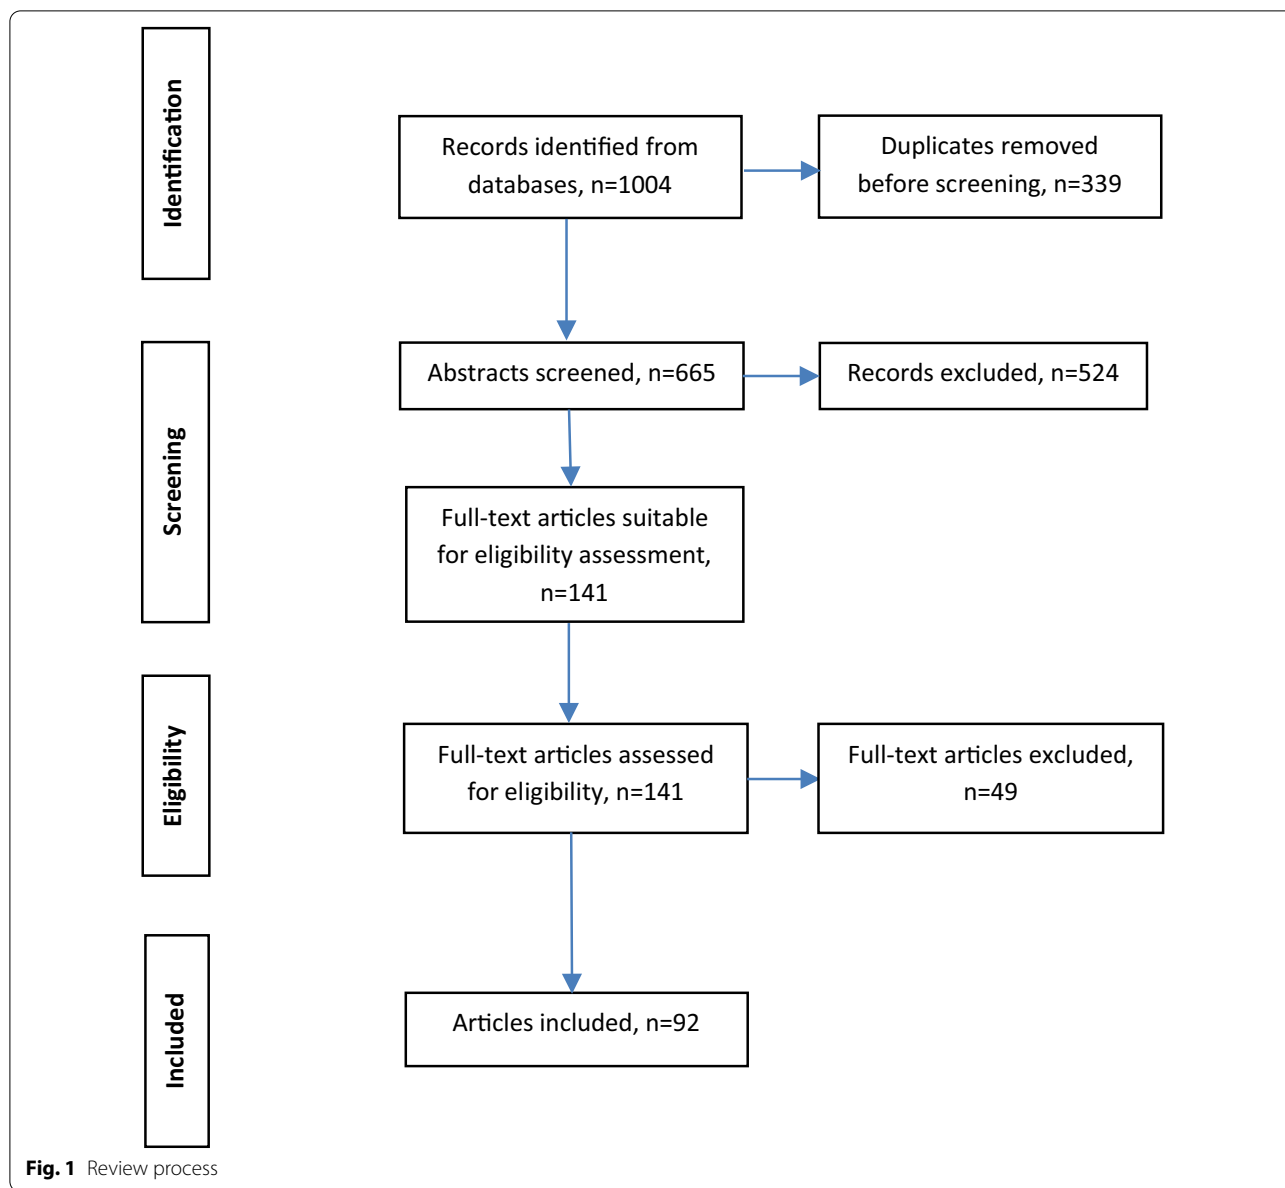 Identification
Records identified from
databases, n=1004
Duplicates removed
before screening, n=339
Screening
Abstracts screened, n=665
Records excluded, n=524
Full-text articles suitable
for eligibility assessment,
n=141
Eligibility
Full-text articles assessed
for eligibility, n=141
Full-text articles excluded,
n=49
Included
Articles included, n=92
Fig. 1 Review process